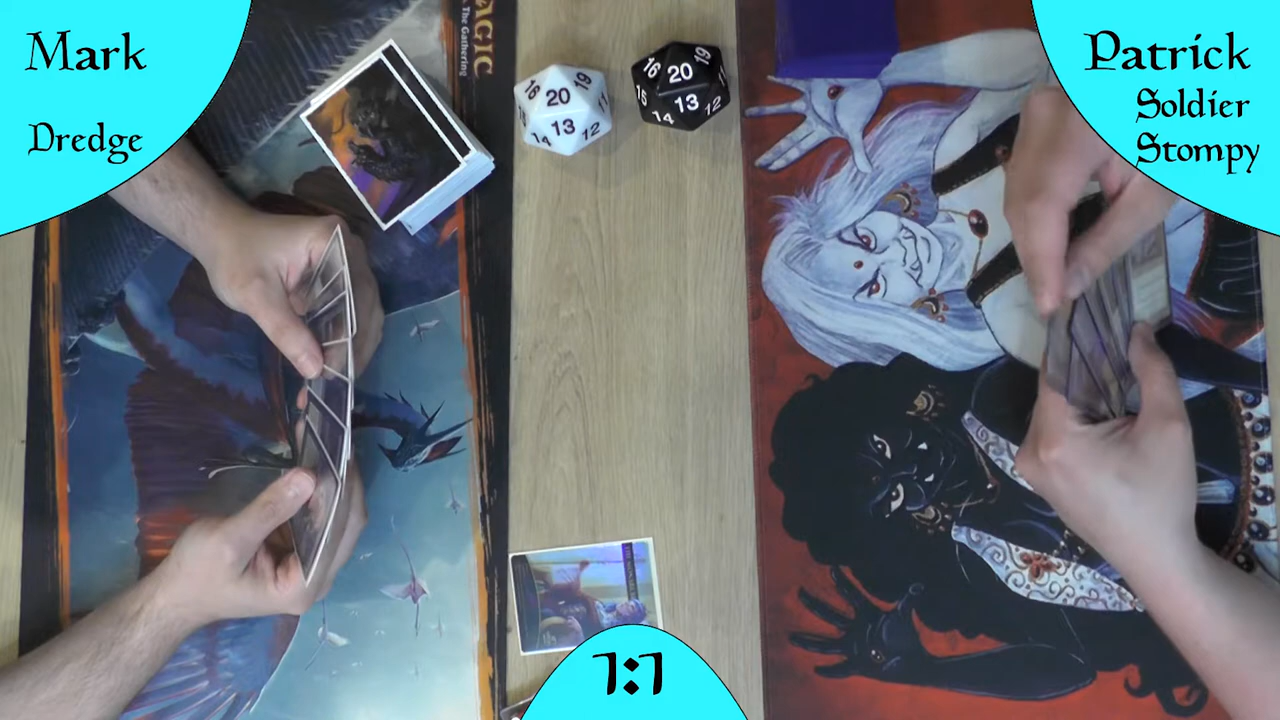 Mark
Dredge
Patrick
Soldier
Stompy
MAGIC
The Gathering
16 20 19
13 12
14
16 20 19
15 13 12
14
1:1